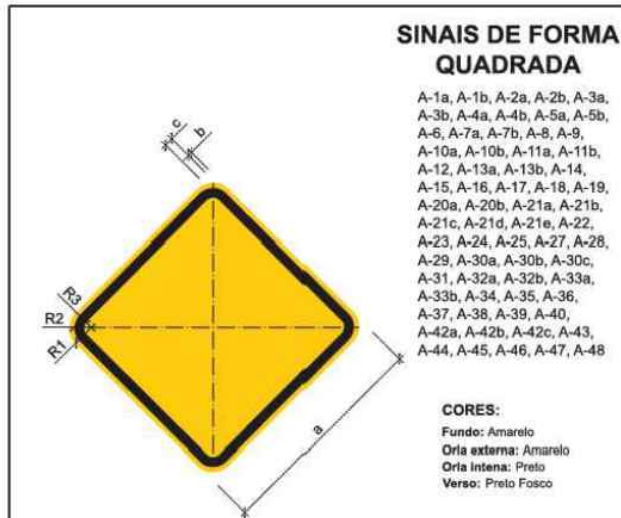 SINAIS DE FORMA
QUADRADA
A-1a, A-1b, A-2a, A-2b, A-3a,
A-3b, A-4a, A-4b, A-5a, A-5b,
A-6, A-7a, A-7b, A-8, A-9,
A-10a, A-10b, A-11a, A-11b,
A-12, A-13a, A-13b, A-14,
A-15, A-16, A-17, A-18, A-19,
A-20a, A-20b, A-21a, A-21b,
A-21c, A-21d, A-21e, A-22,
A-23, A-24, A-25, A-27, A-28,
A-29, A-30a, A-30b, A-30c,
A-31, A-32a, A-32b, A-33a,
A-33b, A-34, A-35, A-36,
A-37, A-38, A-39, A-40,
A-42a, A-42b, A-42c, A-43,
A-44, A-45, A-46, A-47, A-48
c
b
R3
R2
R1
a
CORES:
Fundo: Amarelo
Orla externa: Amarelo
Orla intena: Preto
Verso: Preto Fosco